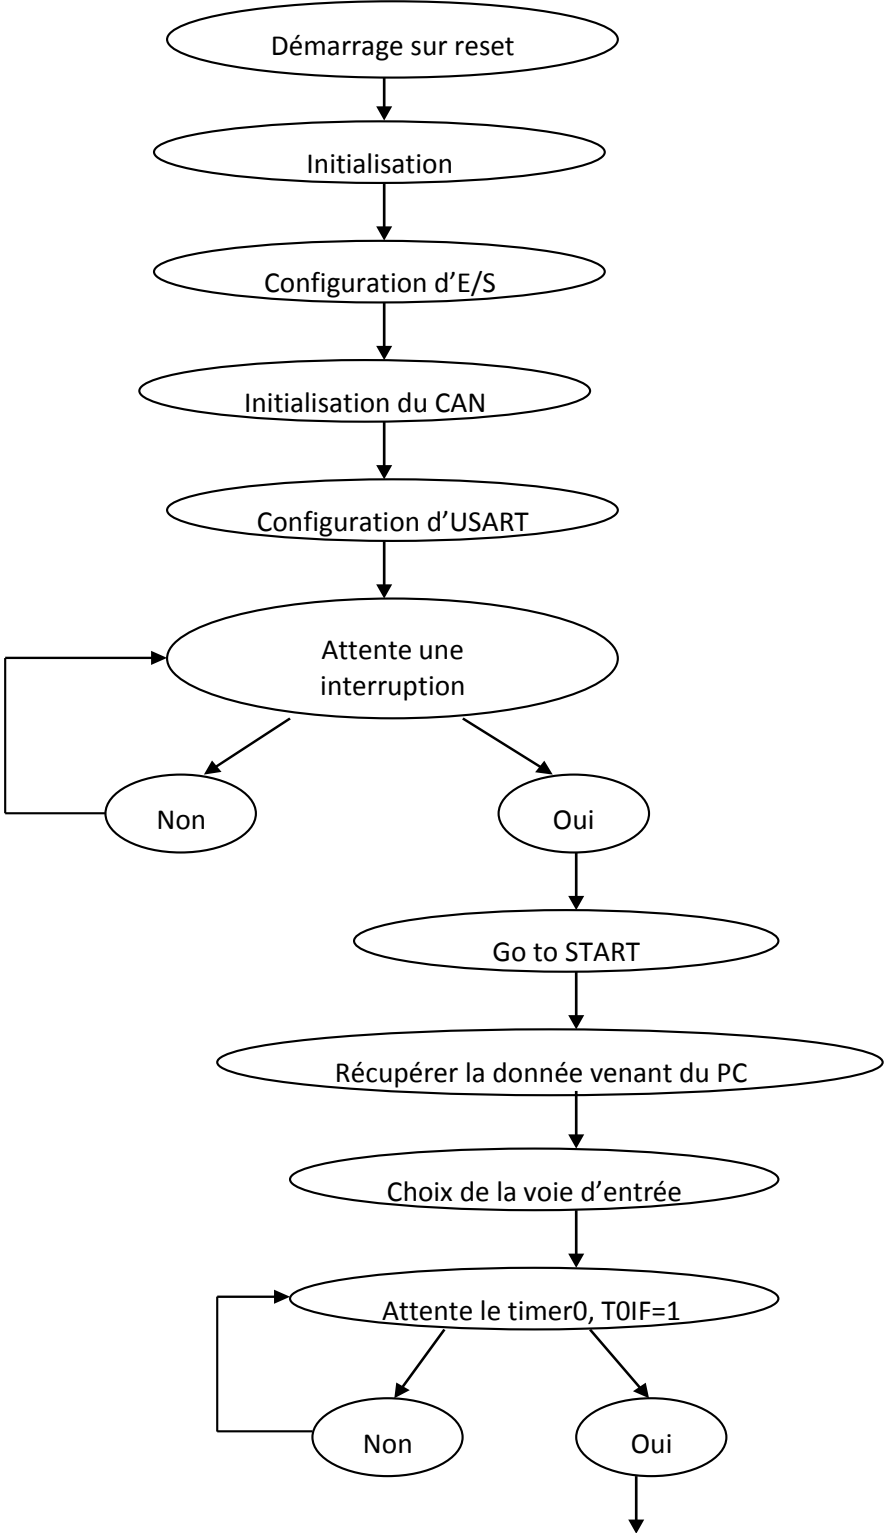 Démarrage sur reset
Initialisation
Configuration d’E/S
Initialisation du CAN
Configuration d’USART
Attente une
interruption
Non
Oui
Go to START
Récupérer la donnée venant du PC
Choix de la voie d’entrée
Attente le timer0, T0IF=1
Non
Oui